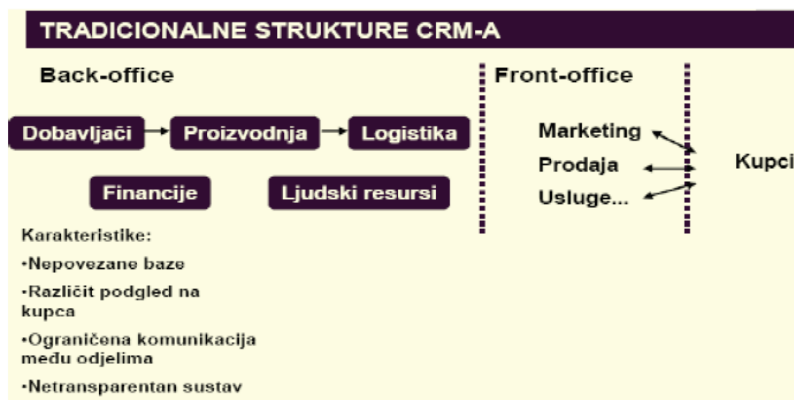 TRADICIONALNE STRUKTURE CRM-A
Back-office
Front-office
Dobavljači
Proizvodnja
Logistika
Financije
Ljudski resursi
Marketing
Prodaja
Usluge...
Kupci
Karakteristike:
•Nepovezane baze
•Različit podgled na
kupca
•Ograničena komunikacija
među odjelima
•Netransparentan sustav